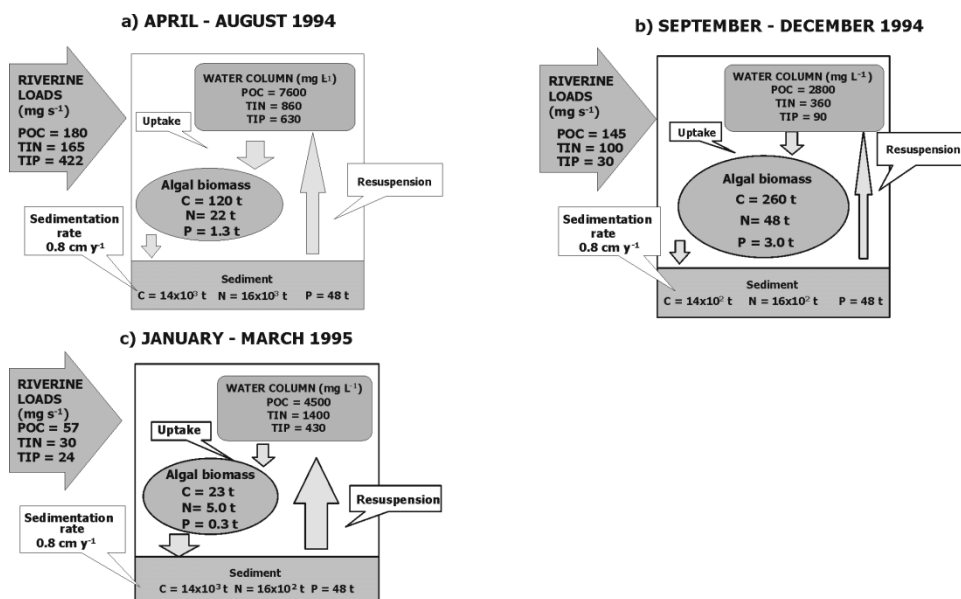 a) APRIL - AUGUST 1994
RIVERINE
LOADS
(mg s⁻¹)
POC = 180
TIN = 165
TIP = 422
WATER COLUMN (mg L¹)
POC = 7600
TIN = 860
TIP = 630
Uptake
Algal biomass
C = 120 t
N= 22 t
P = 1.3 t
Resuspension
Sedimentation
rate
0.8 cm y⁻¹
Sediment
C = 14x10³ t N = 16x10³ t P = 48 t
b) SEPTEMBER - DECEMBER 1994
RIVERINE
LOADS
(mg s⁻¹)
POC = 145
TIN = 100
TIP = 30
WATER COLUMN (mg L⁻¹)
POC = 2800
TIN = 360
TIP = 90
Uptake
Algal biomass
C = 260 t
N= 48 t
P = 3.0 t
Resuspension
Sedimentation
rate
0.8 cm y⁻¹
Sediment
C = 14x10² t N = 16x10² t P = 48 t
c) JANUARY - MARCH 1995
RIVERINE
LOADS
(mg s⁻¹)
POC = 57
TIN = 30
TIP = 24
WATER COLUMN (mg L⁻¹)
POC = 4500
TIN = 1400
TIP = 430
Uptake
Algal biomass
C = 23 t
N= 5.0 t
P = 0.3 t
Resuspension
Sedimentation
rate
0.8 cm y⁻¹
Sediment
C = 14x10³ t N = 16x10² t P = 48 t